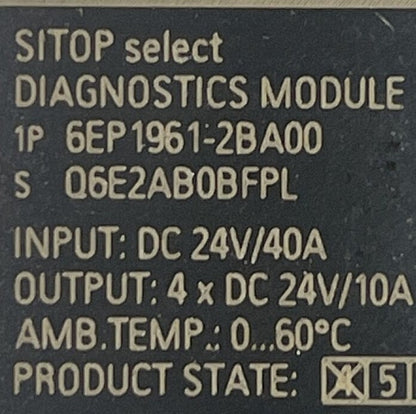 SITOP select
DIAGNOSTICS MODULE
1P 6EP1961-2BA00
S Q6E2AB0BFPL
INPUT: DC 24V/40A
OUTPUT: 4 x DC 24V/10A
AMB.TEMP.: 0...60°C
PRODUCT STATE: 4 5